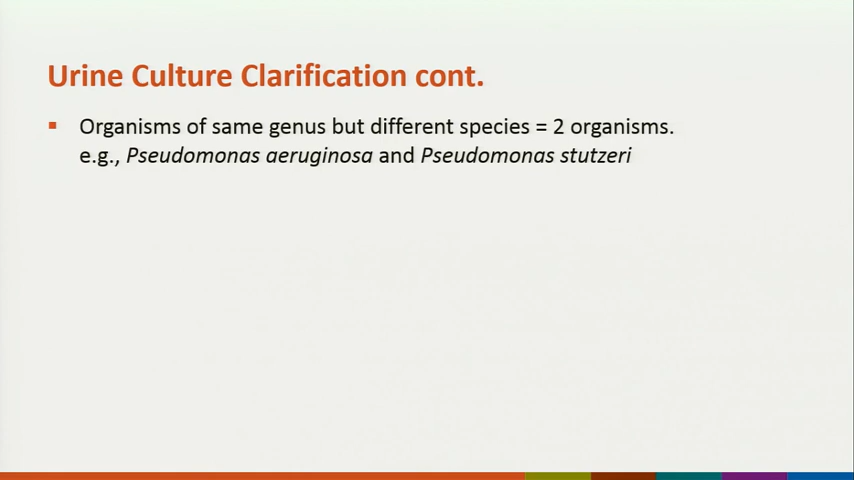 Urine Culture Clarification cont.
▪ Organisms of same genus but different species = 2 organisms.
e.g., Pseudomonas aeruginosa and Pseudomonas stutzeri